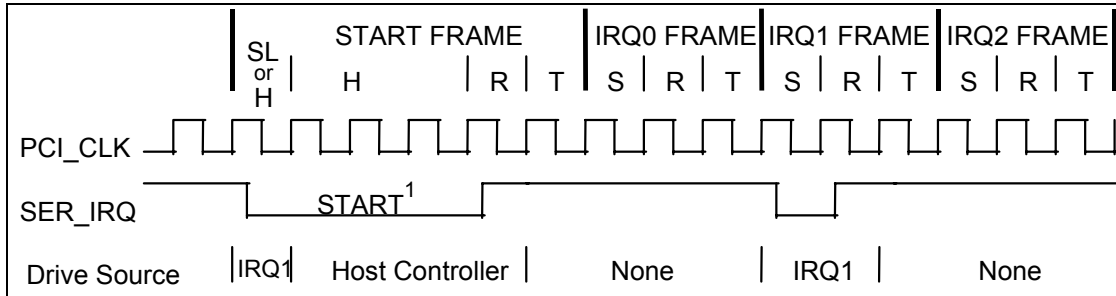 START FRAME IRQ0 FRAME IRQ1 FRAME IRQ2 FRAME
SL
or
H
H R T S R T S R T S R T
PCI_CLK
SER_IRQ START1
Drive Source IRQ1 Host Controller None IRQ1 None